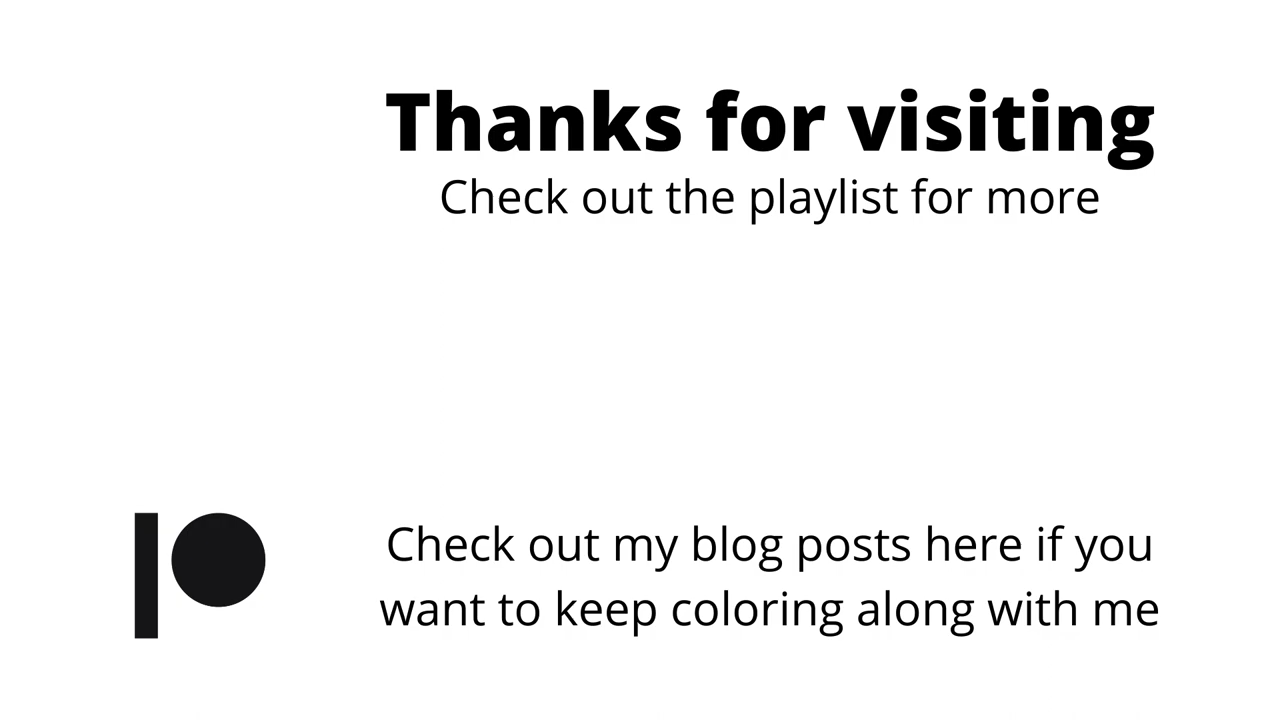 Thanks for visiting
Check out the playlist for more
Check out my blog posts here if you
want to keep coloring along with me